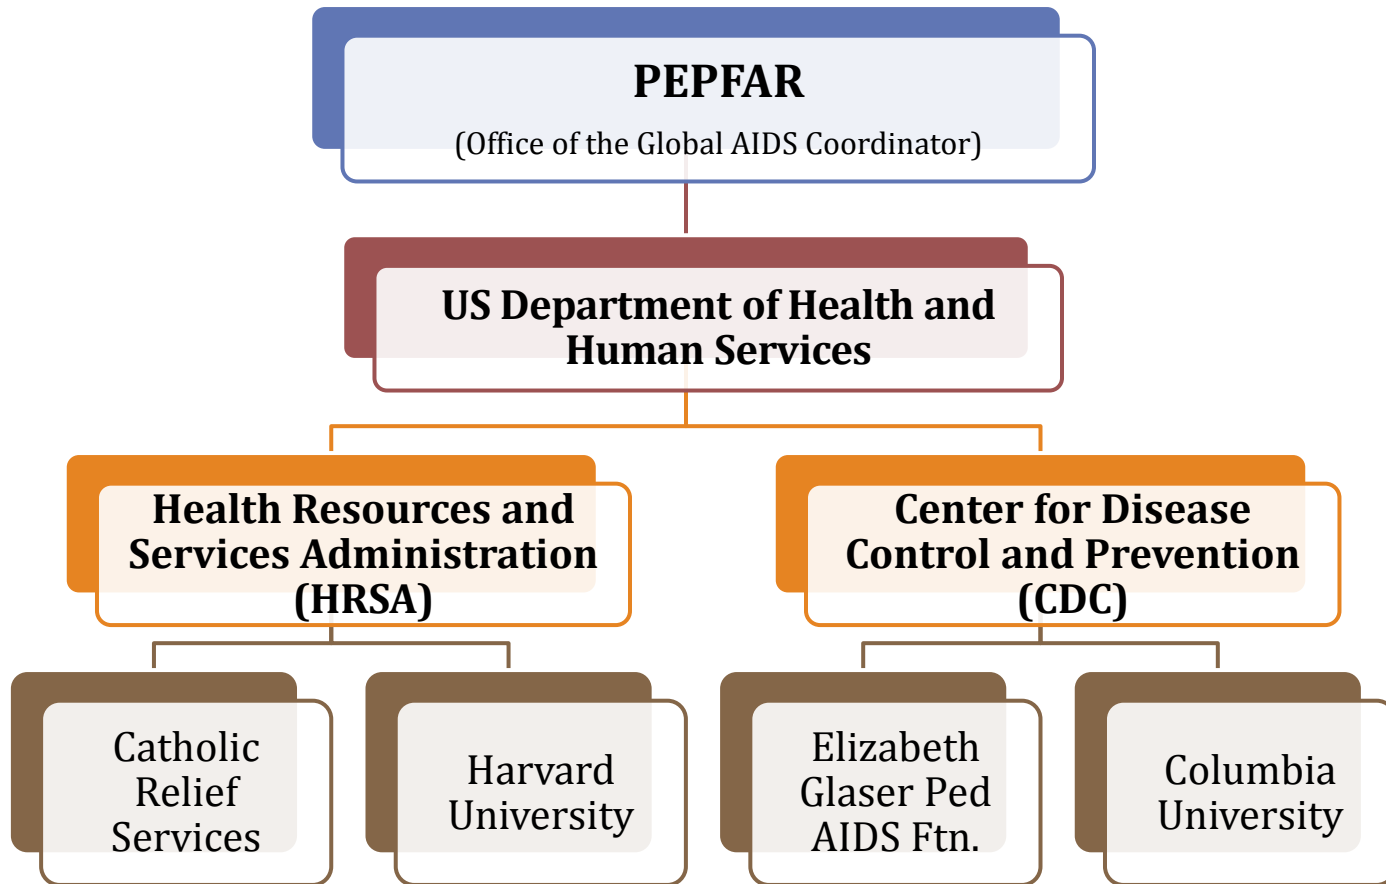 PEPFAR
(Office of the Global AIDS Coordinator)
US Department of Health and
Human Services
Health Resources and
Services Administration
(HRSA)
Center for Disease
Control and Prevention
(CDC)
Catholic
Relief
Services
Harvard
University
Elizabeth
Glaser Ped
AIDS Ftn.
Columbia
University